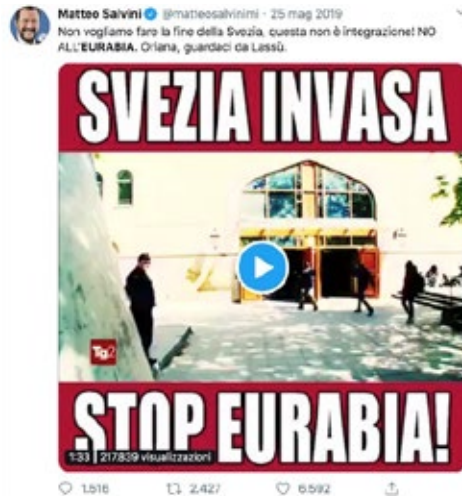 Matteo Salvini @matteosalvinimi · 25 mag 2019
Non vogliamo fare la fine della Svezia, questa non è integrazione! NO
ALL'EURABIA. Oriana, guardaci da Lassù.
SVEZIA INVASA
Tg2
STOP EURABIA!
1:33 217.839 visualizzazioni
1.516 2.427 6.592